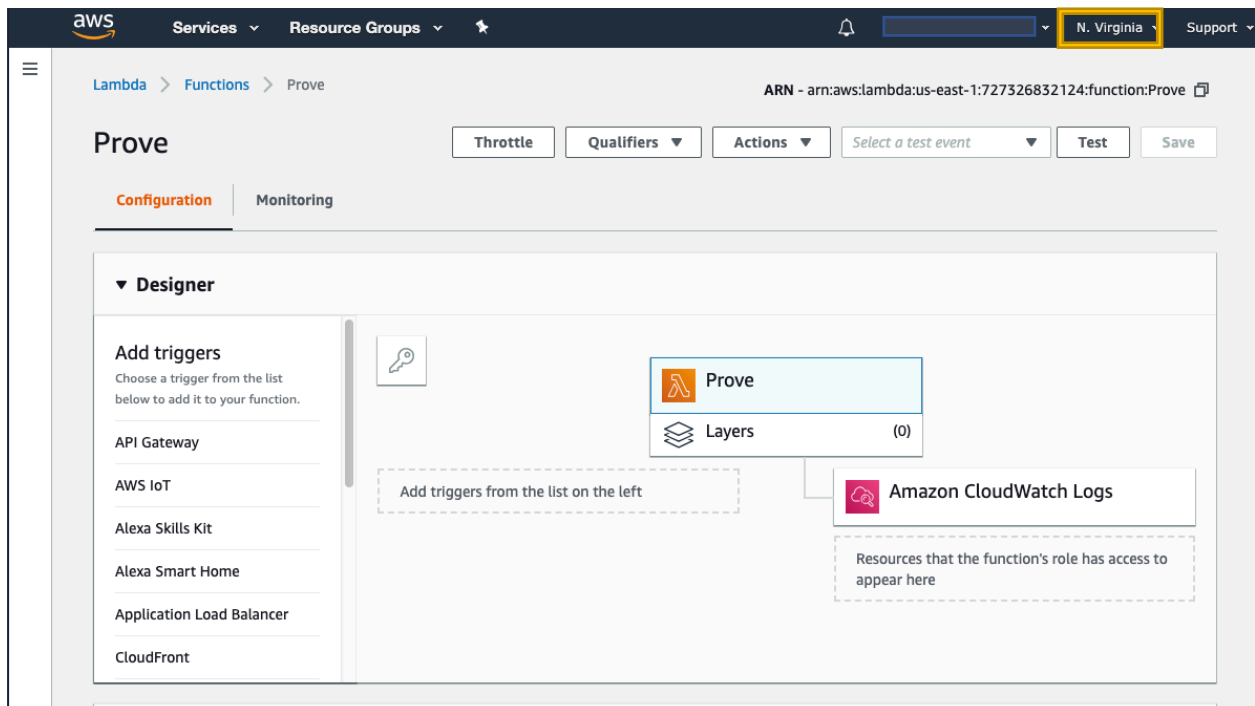 aws Services Resource Groups N. Virginia Support
Lambda Functions Prove
ARN - arn:aws:lambda:us-east-1:727326832124:function:Prove
Prove Throttle Qualifiers Actions Select a test event Test Save
Configuration Monitoring
Designer
Add triggers
Choose a trigger from the list
below to add it to your function.
API Gateway
AWS IoT
Alexa Skills Kit
Alexa Smart Home
Application Load Balancer
CloudFront
Prove
Layers (0)
Add triggers from the list on the left
Amazon CloudWatch Logs
Resources that the function's role has access to
appear here